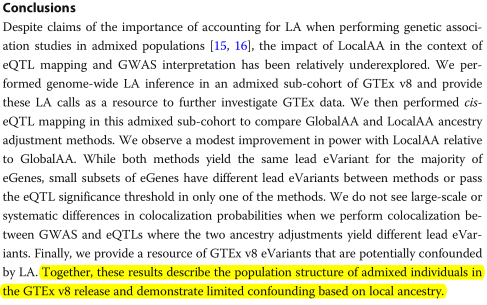 Conclusions
Despite claims of the importance of accounting for LA when performing genetic associ-
ation studies in admixed populations [15, 16], the impact of LocalAA in the context of
eQTL mapping and GWAS interpretation has been relatively underexplored. We per-
formed genome-wide LA inference in an admixed sub-cohort of GTEx v8 and provide
these LA calls as a resource to further investigate GTEx data. We then performed cis-
eQTL mapping in this admixed sub-cohort to compare GlobalAA and LocalAA ancestry
adjustment methods. We observe a modest improvement in power with LocalAA relative
to GlobalAA. While both methods yield the same lead eVariant for the majority of
eGenes, small subsets of eGenes have different lead eVariants between methods or pass
the eQTL significance threshold in only one of the methods. We do not see large-scale or
systematic differences in colocalization probabilities when we perform colocalization be-
tween GWAS and eQTLs where the two ancestry adjustments yield different lead eVar-
iants. Finally, we provide a resource of GTEx v8 eVariants that are potentially confounded
by LA. Together, these results describe the population structure of admixed individuals in
the GTEx v8 release and demonstrate limited confounding based on local ancestry.